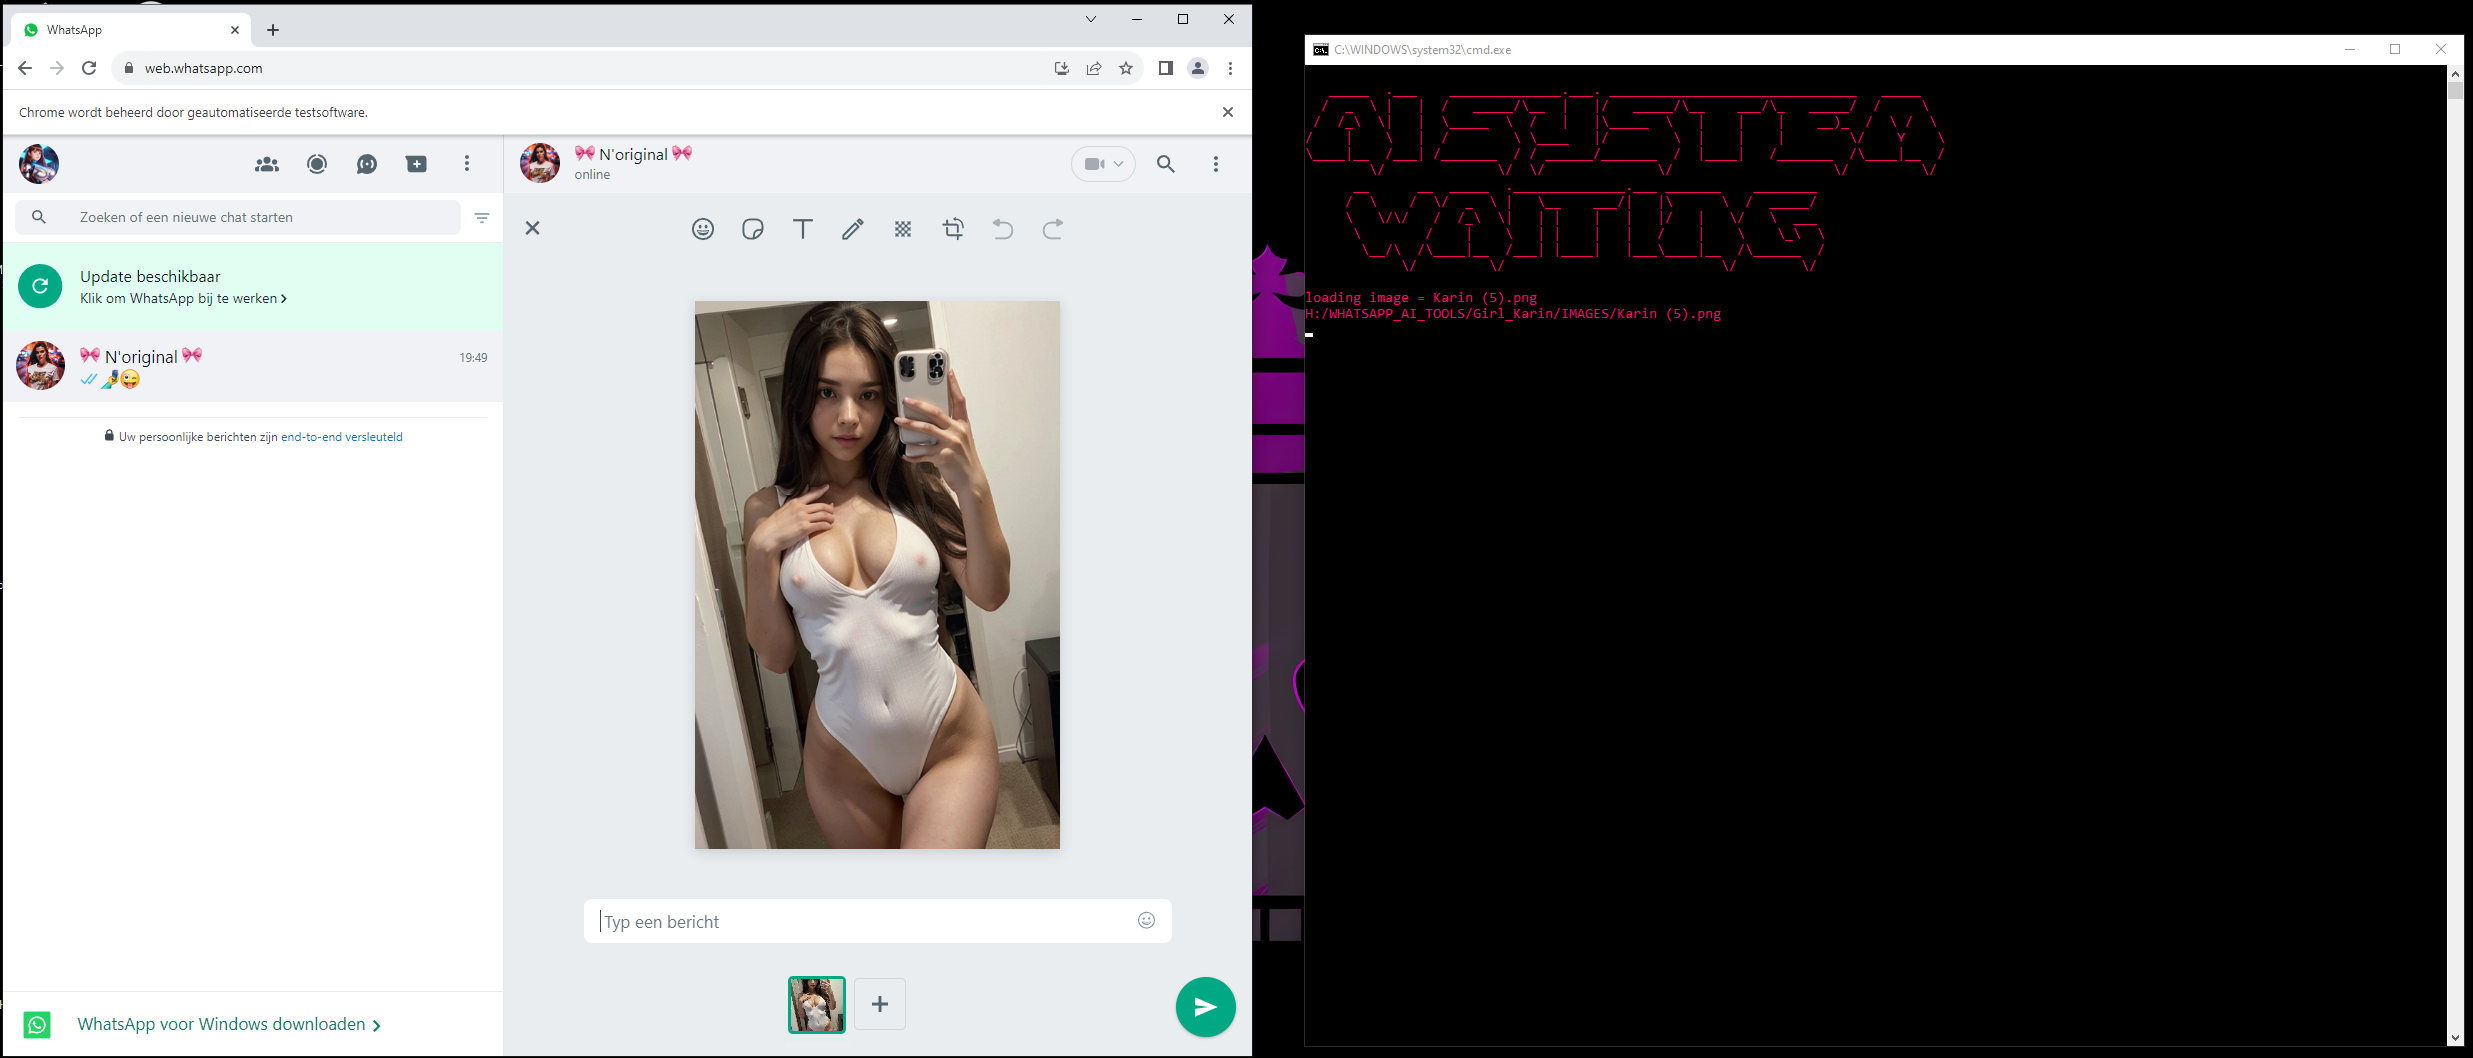 WhatsApp
web.whatsapp.com
Chrome wordt beheerd door geautomatiseerde testsoftware.
Zoeken of een nieuwe chat starten
Update beschikbaar
Klik om WhatsApp bij te werken
🎀 N'original 🎀
19:49
🤳😜
Uw persoonlijke berichten zijn end-to-end versleuteld
WhatsApp voor Windows downloaden
🎀 N'original 🎀
online
Typ een bericht
C:\WINDOWS\system32\cmd.exe
AI SYSTEM
WAITING
loading image = Karin (5).png
H:/WHATSAPP_AI_TOOLS/Girl_Karin/IMAGES/Karin (5).png